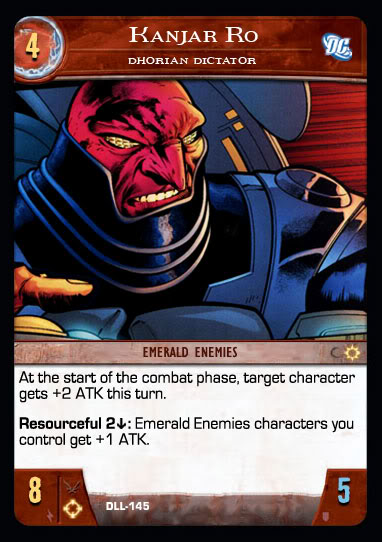 4
Kanjar Ro
DHORIAN DICTATOR
DC
EMERALD ENEMIES
At the start of the combat phase, target character
gets +2 ATK this turn.
Resourceful 2↓: Emerald Enemies characters you
control get +1 ATK.
8
DLL-145
5